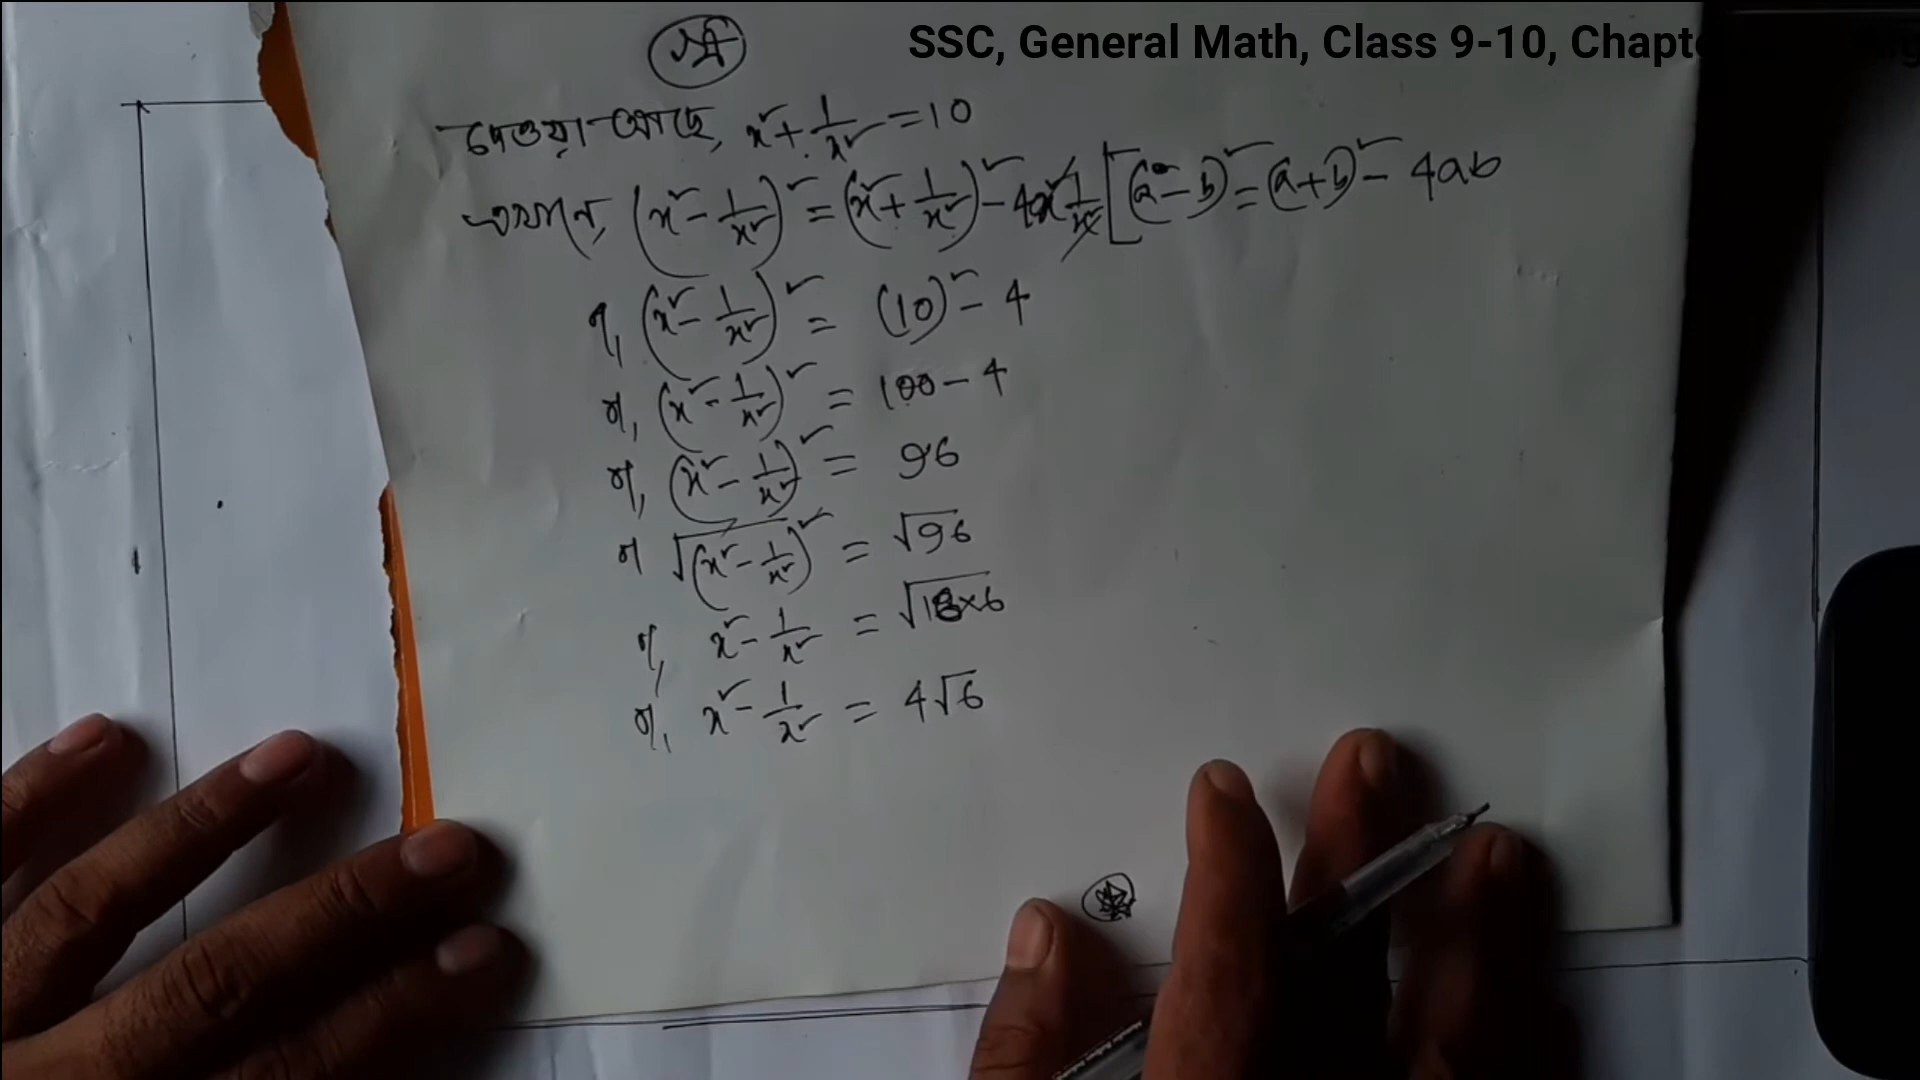 SSC, General Math, Class 9-10, Chapt
দেওয়া আছে, x² + 1/x² = 10
এখানে, (x² - 1/x²)² = (x² + 1/x²)² - 4x² 1/x² [(a - b)² = (a+b)² - 4ab
বা, (x² - 1/x²)² = (10)² - 4
বা, (x² - 1/x²)² = 100 - 4
বা, (x² - 1/x²)² = 96
বা √(x² - 1/x²)² = √96
বা, x² - 1/x² = √16×6
বা, x² - 1/x² = 4√6